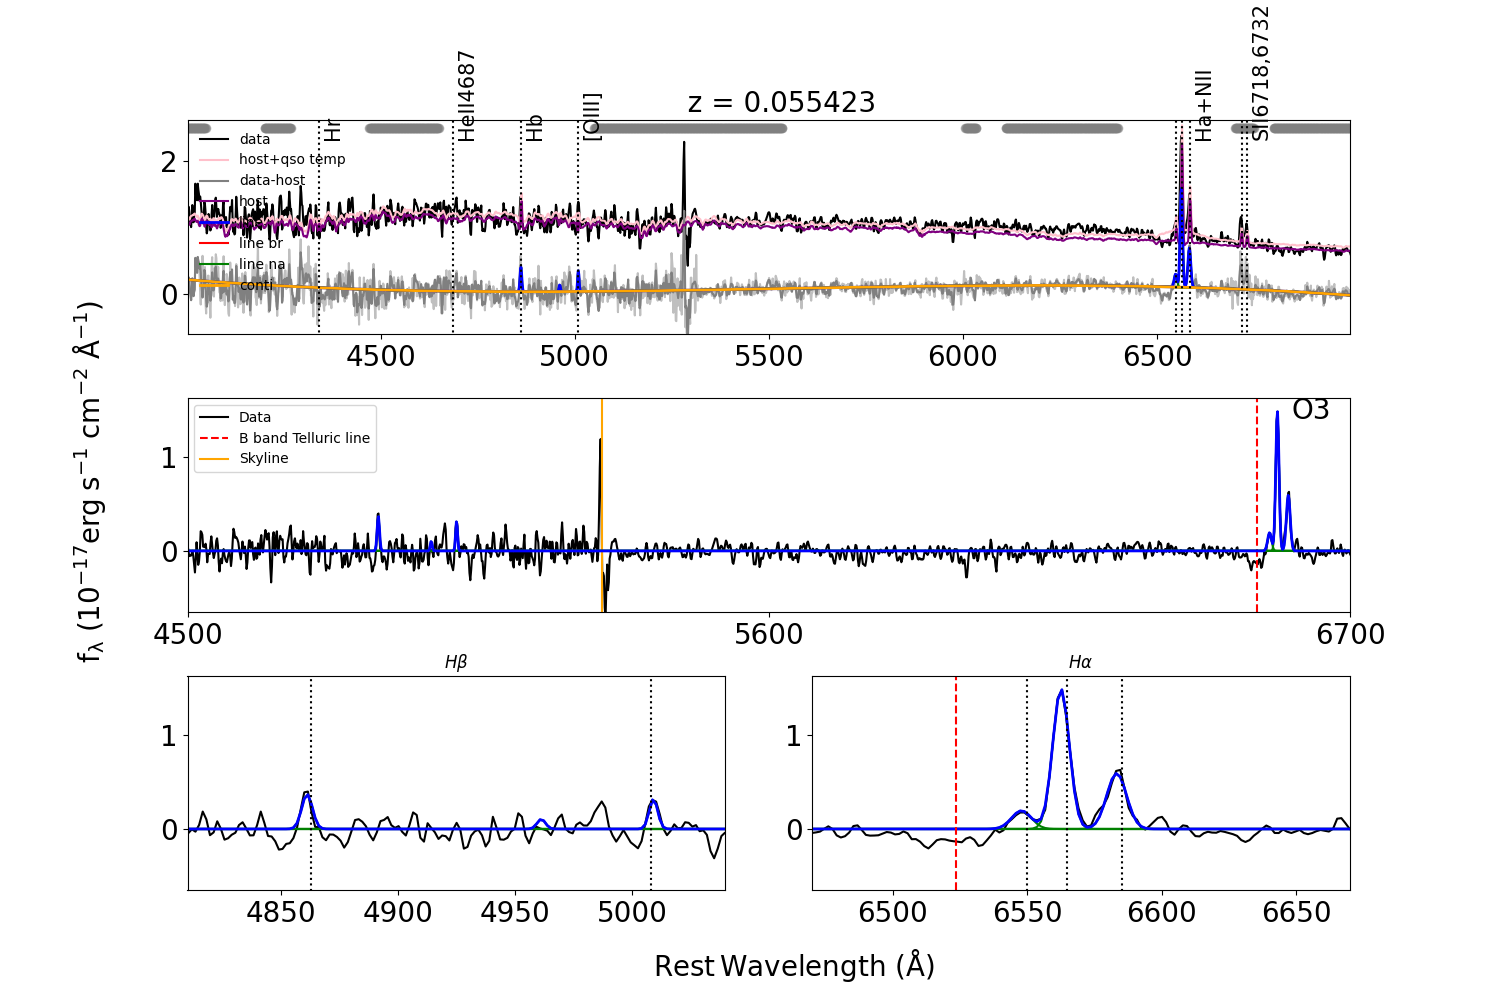 z = 0.055423
Hr
HeII4687
Hb
[OIII]
Ha+NII
SII6718,6732
data
host+qso temp
data-host
host
line br
line na
conti
2
0
4500 5000 5500 6000 6500
Data
B band Telluric line
Skyline
O3
1
0
4500 5600 6700
fλ (10⁻¹⁷erg s⁻¹ cm⁻² Å⁻¹)
Hβ
1
0
4850 4900 4950 5000
Hα
1
0
6500 6550 6600 6650
Rest Wavelength (Å)